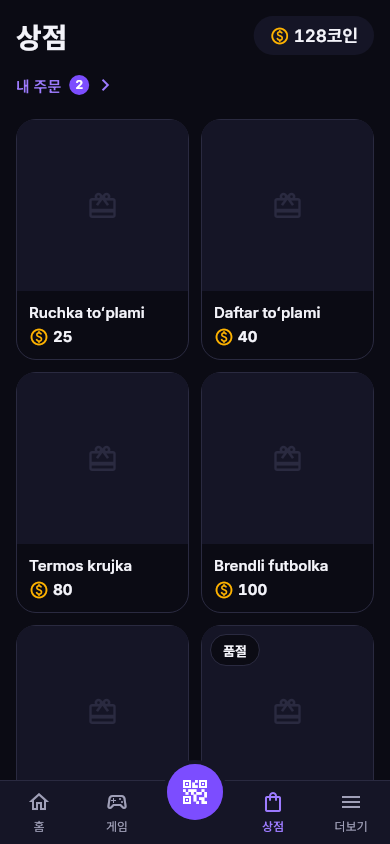 상점
128코인
내 주문 2
Ruchka to‘plami
25
Daftar to‘plami
40
Termos krujka
80
Brendli futbolka
100
품절
홈
게임
상점
더보기